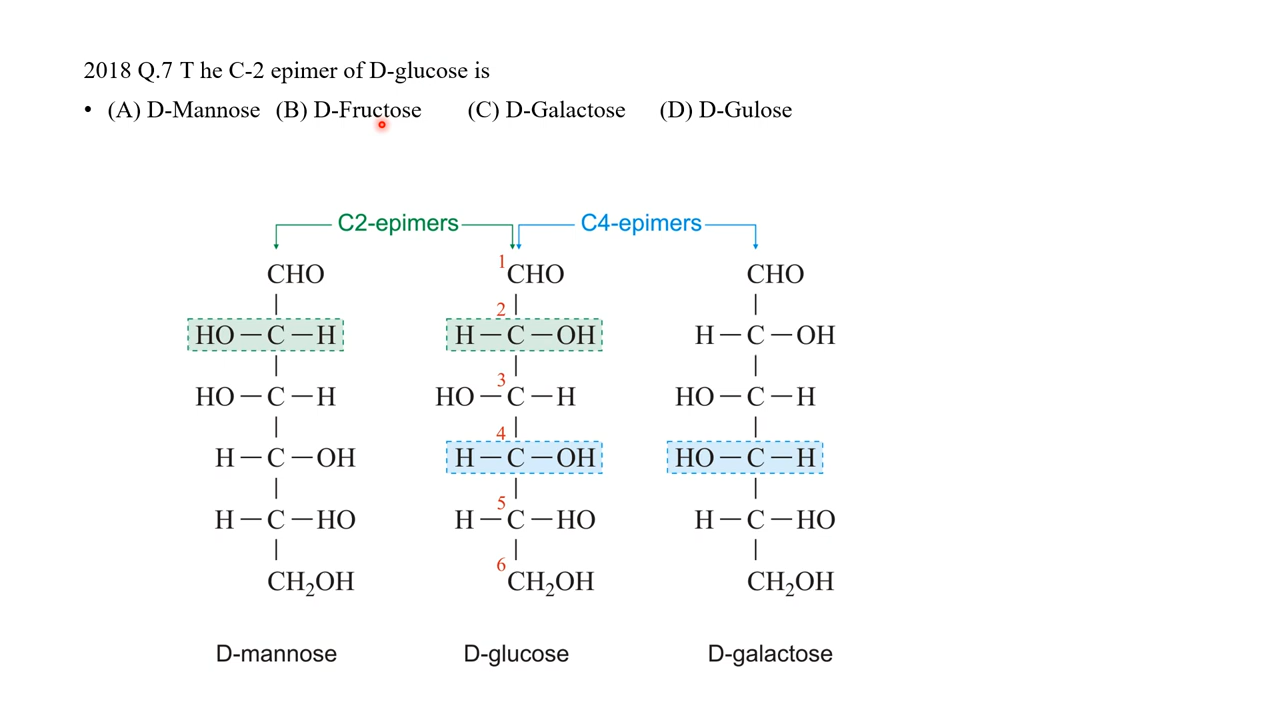 2018 Q.7 T he C-2 epimer of D-glucose is
• (A) D-Mannose (B) D-Fructose (C) D-Galactose (D) D-Gulose
C2-epimers C4-epimers
CHO 1 CHO CHO
2
HO–C–H H–C–OH H–C–OH
3
HO–C–H HO–C–H HO–C–H
4
H–C–OH H–C–OH HO–C–H
5
H–C–HO H–C–HO H–C–HO
6
CH₂OH CH₂OH CH₂OH
D-mannose D-glucose D-galactose